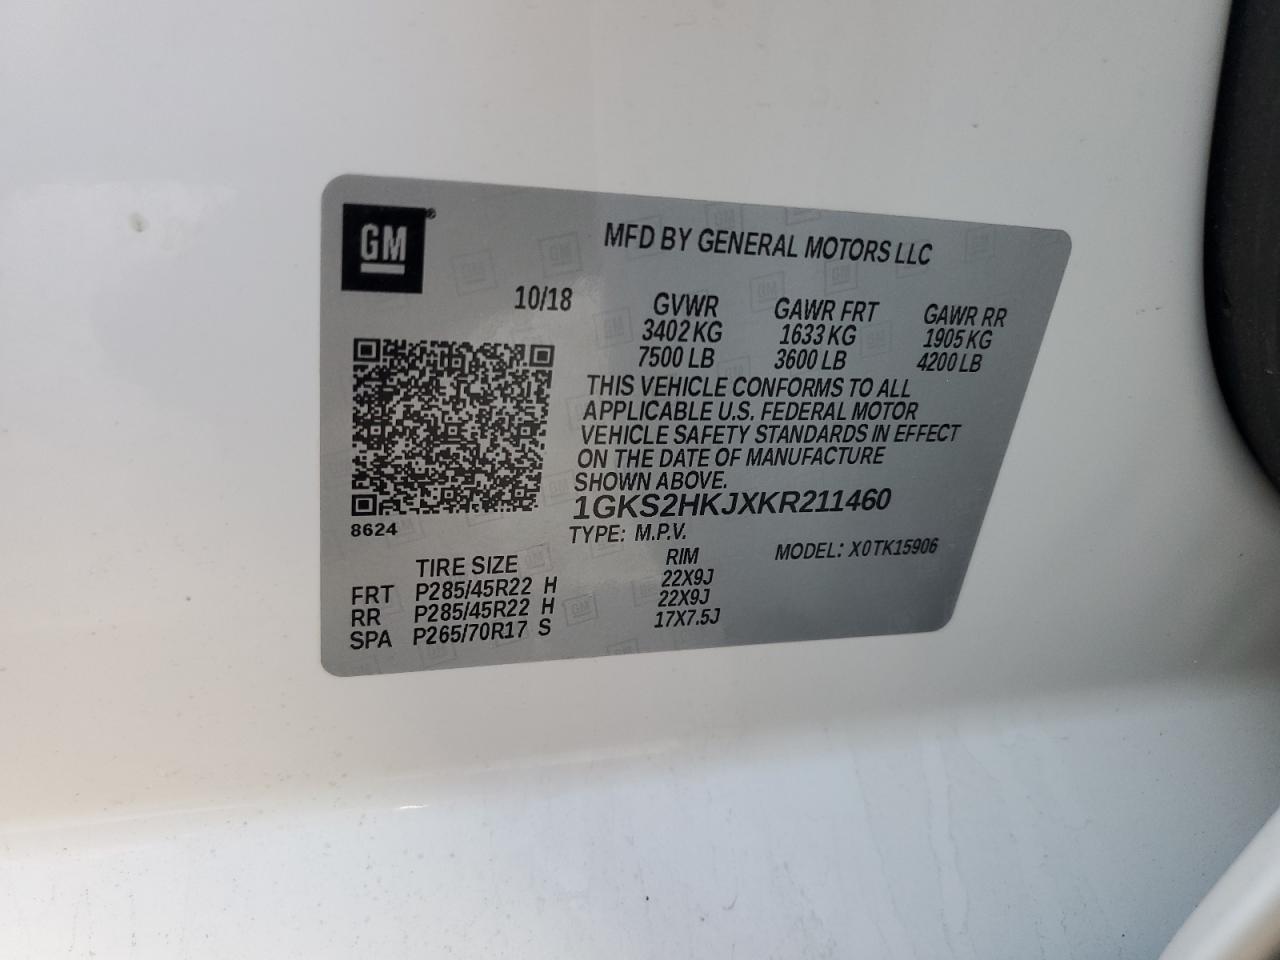 GM®
MFD BY GENERAL MOTORS LLC
10/18 GVWR GAWR FRT GAWR RR
3402 KG 1633 KG 1905 KG
7500 LB 3600 LB 4200 LB
THIS VEHICLE CONFORMS TO ALL
APPLICABLE U.S. FEDERAL MOTOR
VEHICLE SAFETY STANDARDS IN EFFECT
ON THE DATE OF MANUFACTURE
SHOWN ABOVE.
1GKS2HKJXKR211460
8624
TYPE: M.P.V. MODEL: X0TK15906
TIRE SIZE RIM
FRT P285/45R22 H 22X9J
RR P285/45R22 H 22X9J
SPA P265/70R17 S 17X7.5J